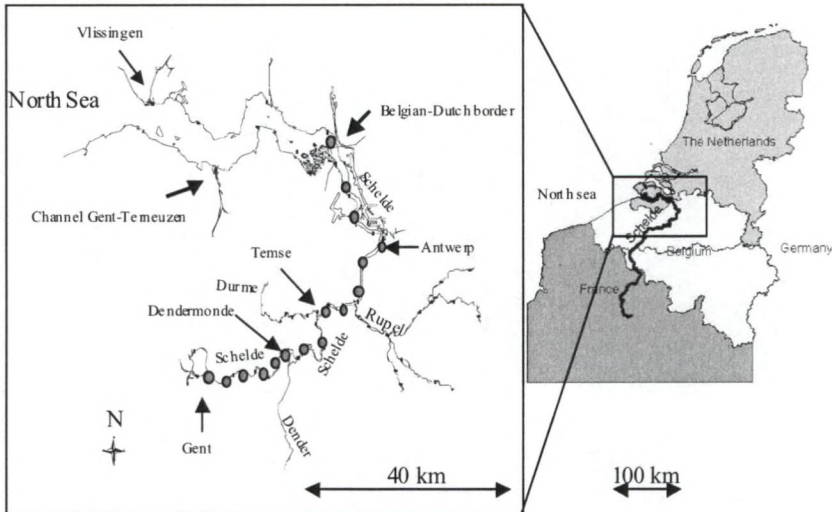 Vlissingen
North Sea
Belgian-Dutch border
Schelde
Channel Gent-Terneuzen
Antwerp
Temse
Durme
Rupel
Dendermonde
Schelde
Schelde
Gent
Dender
N
40 km
The Netherlands
North sea
Schelde
Belgium
Germany
France
100 km